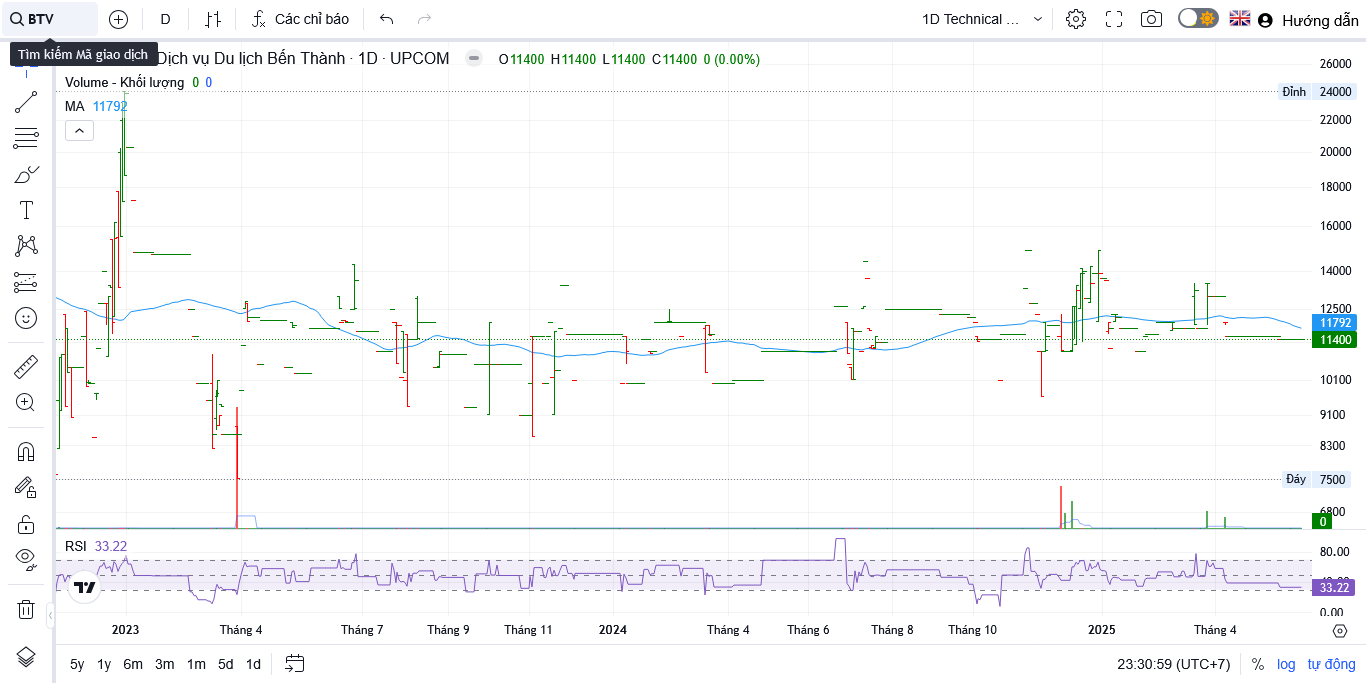 BTV
D
Các chỉ báo
1D Technical ...
Hướng dẫn
Tìm kiếm Mã giao dịch
Dịch vụ Du lịch Bến Thành · 1D · UPCOM
O11400 H11400 L11400 C11400 0 (0.00%)
Volume - Khối lượng 0 0
MA 11792
26000
Đỉnh 24000
22000
20000
18000
16000
14000
12500
11792
11400
10100
9100
8300
Đáy 7500
6800
0
RSI 33.22
80.00
33.22
0.00
2023 Tháng 4 Tháng 7 Tháng 9 Tháng 11 2024 Tháng 4 Tháng 6 Tháng 8 Tháng 10 2025 Tháng 4
5y 1y 6m 3m 1m 5d 1d
23:30:59 (UTC+7) % log tự động